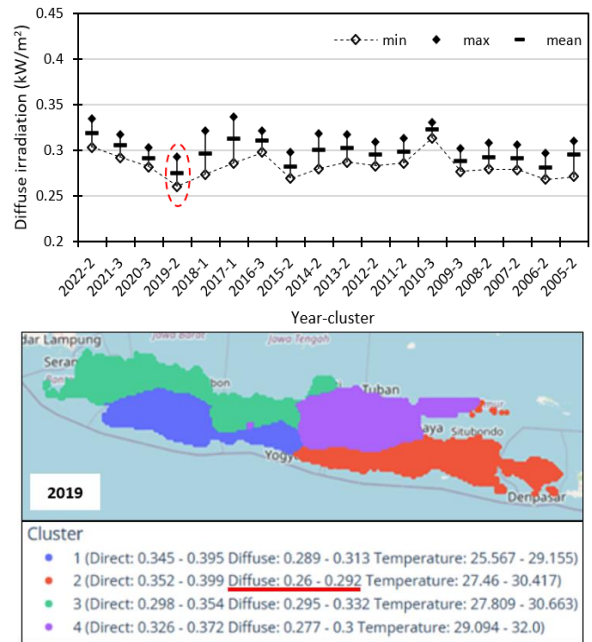 0.45
0.4
0.35
0.3
0.25
0.2
Diffuse irradiation (kW/m²)
min max mean
2022-2 2021-3 2020-3 2019-2 2018-1 2017-1 2016-3 2015-2 2014-2 2013-2 2012-2 2011-2 2010-3 2009-3 2008-2 2007-2 2006-2 2005-2
Year-cluster
Jawa Barat Jawa Tengah
dar Lampung
Seran
bon
Tuban
aya Situbondo
Yogy
Denpasar
2019
Cluster
1 (Direct: 0.345 - 0.395 Diffuse: 0.289 - 0.313 Temperature: 25.567 - 29.155)
2 (Direct: 0.352 - 0.399 Diffuse: 0.26 - 0.292 Temperature: 27.46 - 30.417)
3 (Direct: 0.298 - 0.354 Diffuse: 0.295 - 0.332 Temperature: 27.809 - 30.663)
4 (Direct: 0.326 - 0.372 Diffuse: 0.277 - 0.3 Temperature: 29.094 - 32.0)